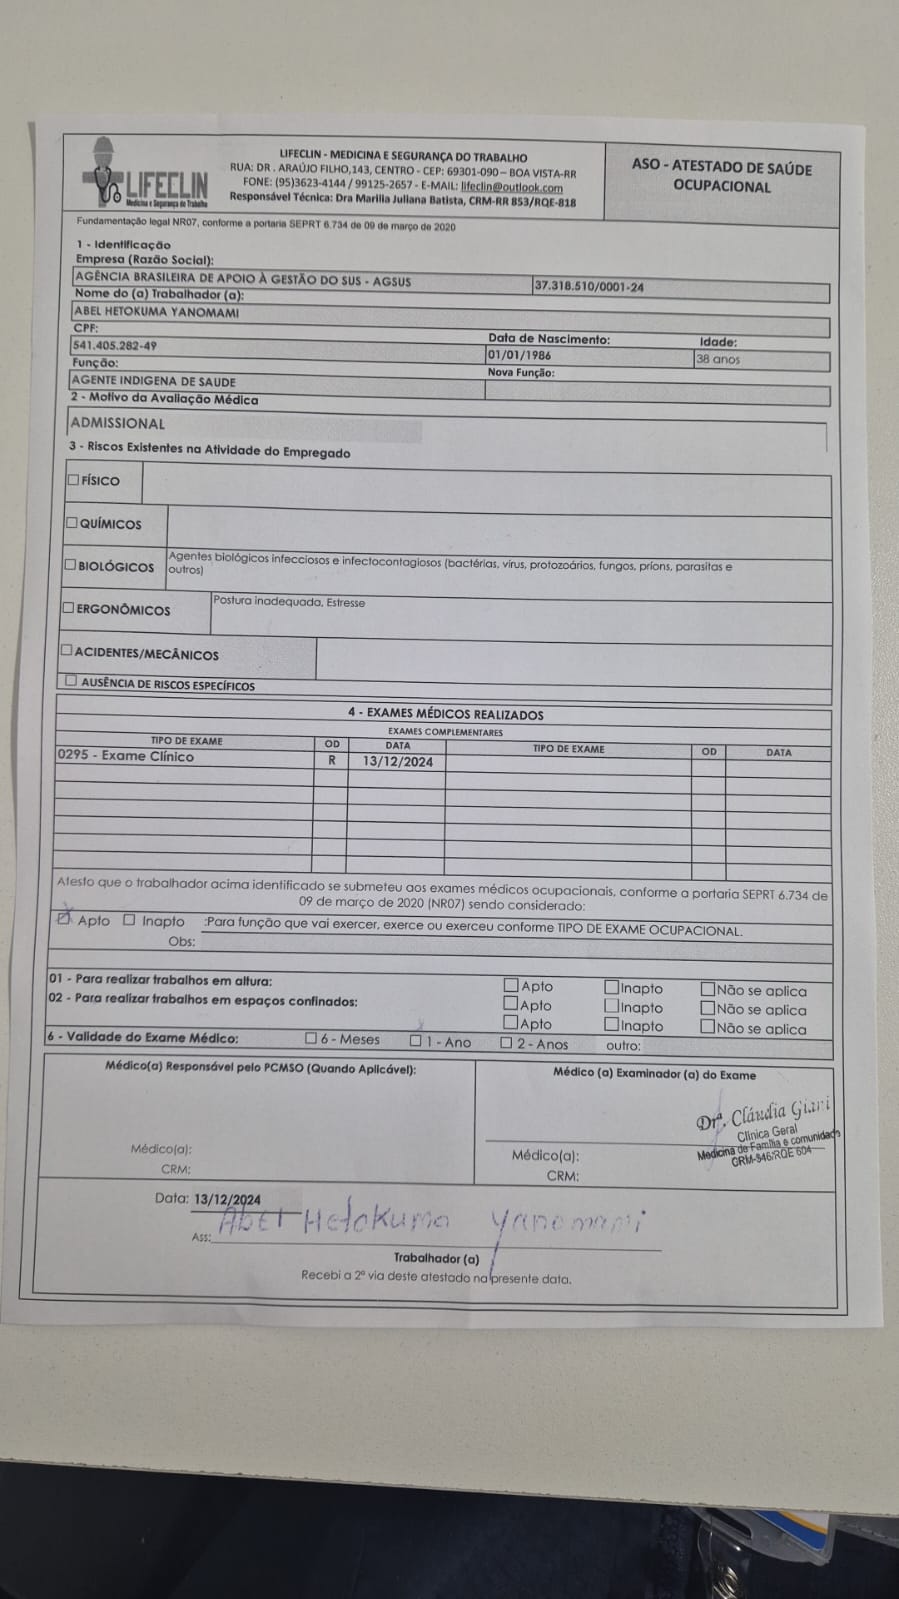 LIFECLIN
Medicina e Segurança do Trabalho
LIFECLIN - MEDICINA E SEGURANÇA DO TRABALHO
RUA: DR . ARAÚJO FILHO,143, CENTRO - CEP: 69301-090 – BOA VISTA-RR
FONE: (95)3623-4144 / 99125-2657 - E-MAIL: lifeclin@outlook.com
Responsável Técnica: Dra Marilia Juliana Batista, CRM-RR 853/RQE-818
ASO - ATESTADO DE SAÚDE
OCUPACIONAL
Fundamentação legal NR07, conforme a portaria SEPRT 6.734 de 09 de março de 2020
1 - Identificação
Empresa (Razão Social):
AGÊNCIA BRASILEIRA DE APOIO À GESTÃO DO SUS - AGSUS 37.318.510/0001-24
Nome do (a) Trabalhador (a):
ABEL HETOKUMA YANOMAMI
CPF: Data de Nascimento: Idade:
541.405.282-49 01/01/1986 38 anos
Função: Nova Função:
AGENTE INDIGENA DE SAUDE
2 - Motivo da Avaliação Médica
ADMISSIONAL
3 - Riscos Existentes na Atividade do Empregado
☐ FÍSICO
☐ QUÍMICOS
☐ BIOLÓGICOS Agentes biológicos infecciosos e infectocontagiosos (bactérias, vírus, protozoários, fungos, príons, parasitas e
outros)
☐ ERGONÔMICOS Postura inadequada, Estresse
☐ ACIDENTES/MECÂNICOS
☐ AUSÊNCIA DE RISCOS ESPECÍFICOS
4 - EXAMES MÉDICOS REALIZADOS
EXAMES COMPLEMENTARES
TIPO DE EXAME OD DATA TIPO DE EXAME OD DATA
0295 - Exame Clínico R 13/12/2024
Atesto que o trabalhador acima identificado se submeteu aos exames médicos ocupacionais, conforme a portaria SEPRT 6.734 de
09 de março de 2020 (NR07) sendo considerado:
☑ Apto ☐ Inapto :Para função que vai exercer, exerce ou exerceu conforme TIPO DE EXAME OCUPACIONAL.
Obs:
01 - Para realizar trabalhos em altura: ☐ Apto ☐ Inapto ☐ Não se aplica
02 - Para realizar trabalhos em espaços confinados: ☐ Apto ☐ Inapto ☐ Não se aplica
☐ Apto ☐ Inapto ☐ Não se aplica
6 - Validade do Exame Médico: ☐ 6 - Meses ☐ 1 - Ano ☐ 2 - Anos outro:
Médico(a) Responsável pelo PCMSO (Quando Aplicável):
Médico(a):
CRM:
Médico (a) Examinador (a) do Exame
Drª. Cláudia Giari
Clínica Geral
Medicina de Família e comunidade
CRM-946/RQE 604
Médico(a):
CRM:
Data: 13/12/2024
Ass: Abel Hetokuma Yanomami
Trabalhador (a)
Recebi a 2ª via deste atestado na presente data.